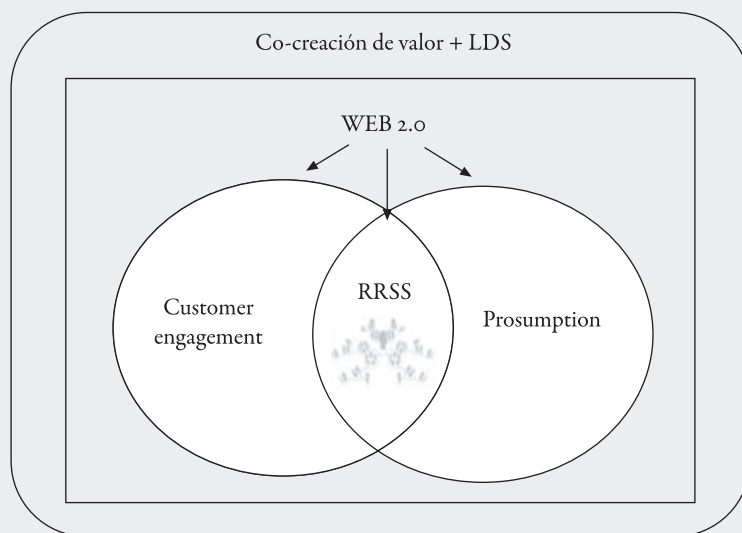 Co-creación de valor + LDS
WEB 2.0
RRSS
Customer
engagement
Prosumption